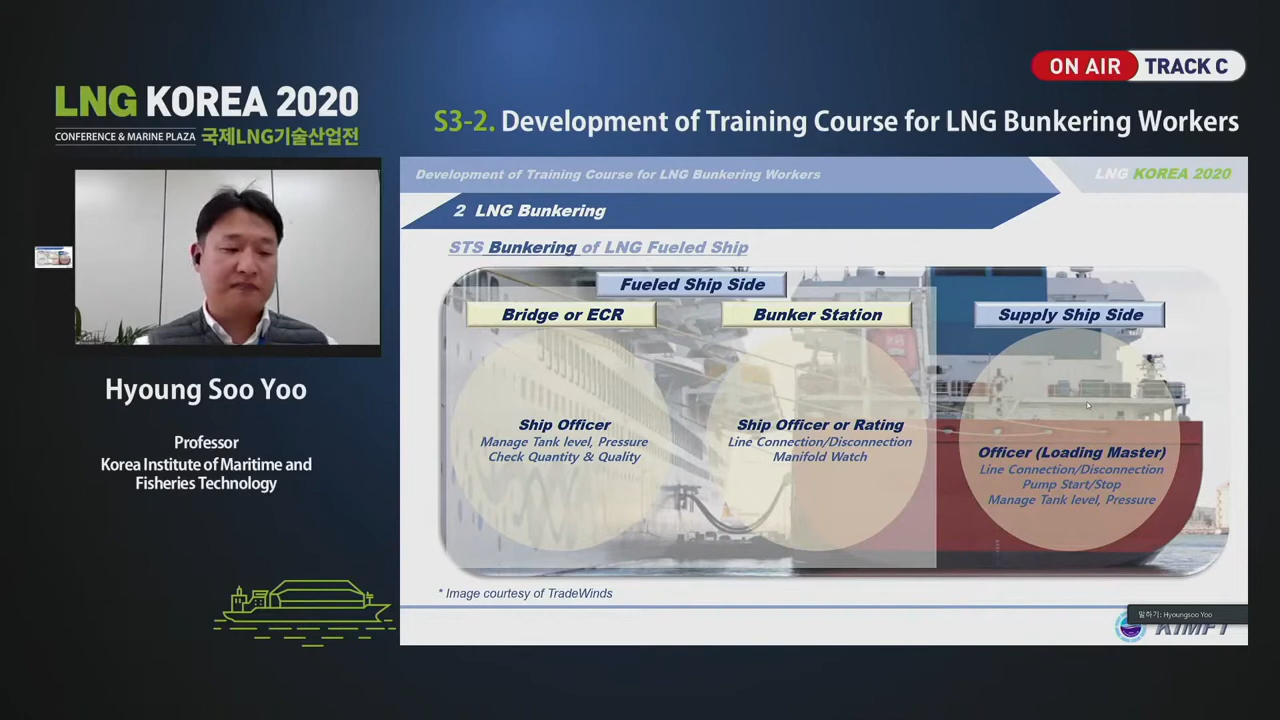 ON AIR TRACK C
LNG KOREA 2020
CONFERENCE & MARINE PLAZA 국제LNG기술산업전
S3-2. Development of Training Course for LNG Bunkering Workers
Development of Training Course for LNG Bunkering Workers
LNG KOREA 2020
2 LNG Bunkering
STS Bunkering of LNG Fueled Ship
Fueled Ship Side
Bridge or ECR
Bunker Station
Supply Ship Side
Ship Officer
Manage Tank level, Pressure
Check Quantity & Quality
Ship Officer or Rating
Line Connection/Disconnection
Manifold Watch
Officer (Loading Master)
Line Connection/Disconnection
Pump Start/Stop
Manage Tank level, Pressure
* Image courtesy of TradeWinds
말하기: Hyoungsoo Yoo
KIMFT
Hyoung Soo Yoo
Professor
Korea Institute of Maritime and
Fisheries Technology